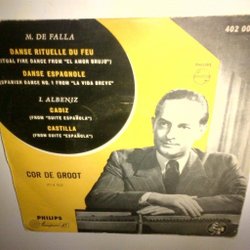 402 00
M. DE FALLA
DANSE RITUELLE DU FEU
RITUAL FIRE DANCE FROM "EL AMOR BRUJO")
DANSE ESPAGNOLE
(SPANISH DANCE NO. 1 FROM "LA VIDA BREVE"
I. ALBENIZ
CADIZ
(FROM "SUITE ESPAÑOLA")
CASTILLA
(FROM "SUITE ESPAÑOLA")
PHILIPS
COR DE GROOT
PHILIPS